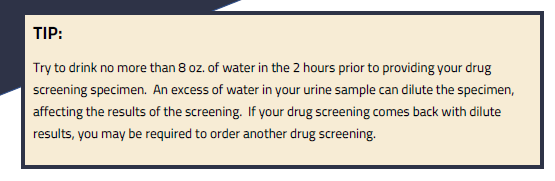 TIP:
Try to drink no more than 8 oz. of water in the 2 hours prior to providing your drug
screening specimen.  An excess of water in your urine sample can dilute the specimen,
affecting the results of the screening.  If your drug screening comes back with dilute
results, you may be required to order another drug screening.